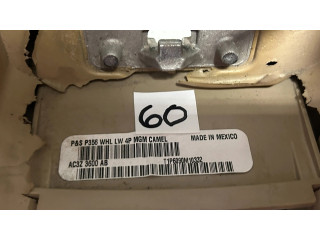 60
P&S P356 WHL LW 4P MGM CAMEL MADE IN MEXICO
AC3Z 3600 AB